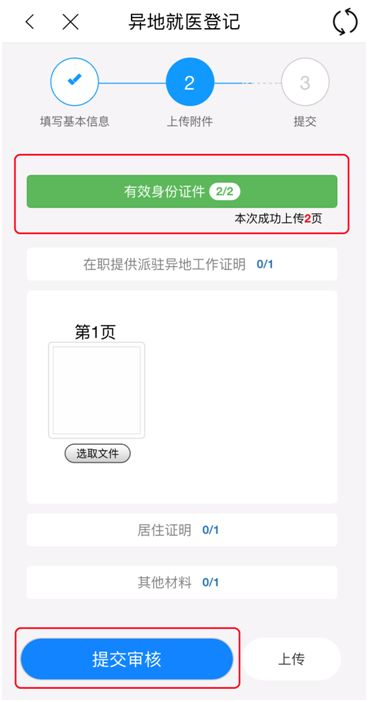 异地就医登记
2
3
填写基本信息
上传附件
提交
有效身份证件 2/2
本次成功上传2页
在职提供派驻异地工作证明 0/1
第1页
选取文件
居住证明 0/1
其他材料 0/1
提交审核
上传